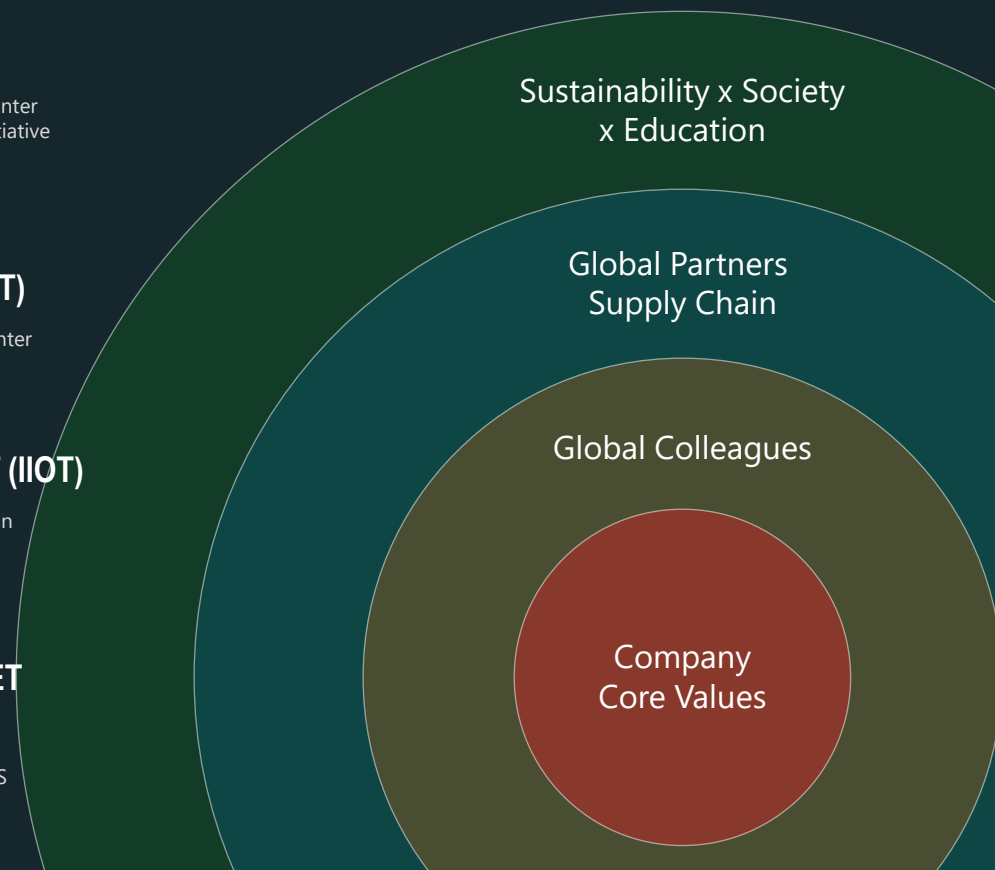 Sustainability x Society
x Education
Global Partners
Supply Chain
Global Colleagues
(IIOT)
Company
Core Values